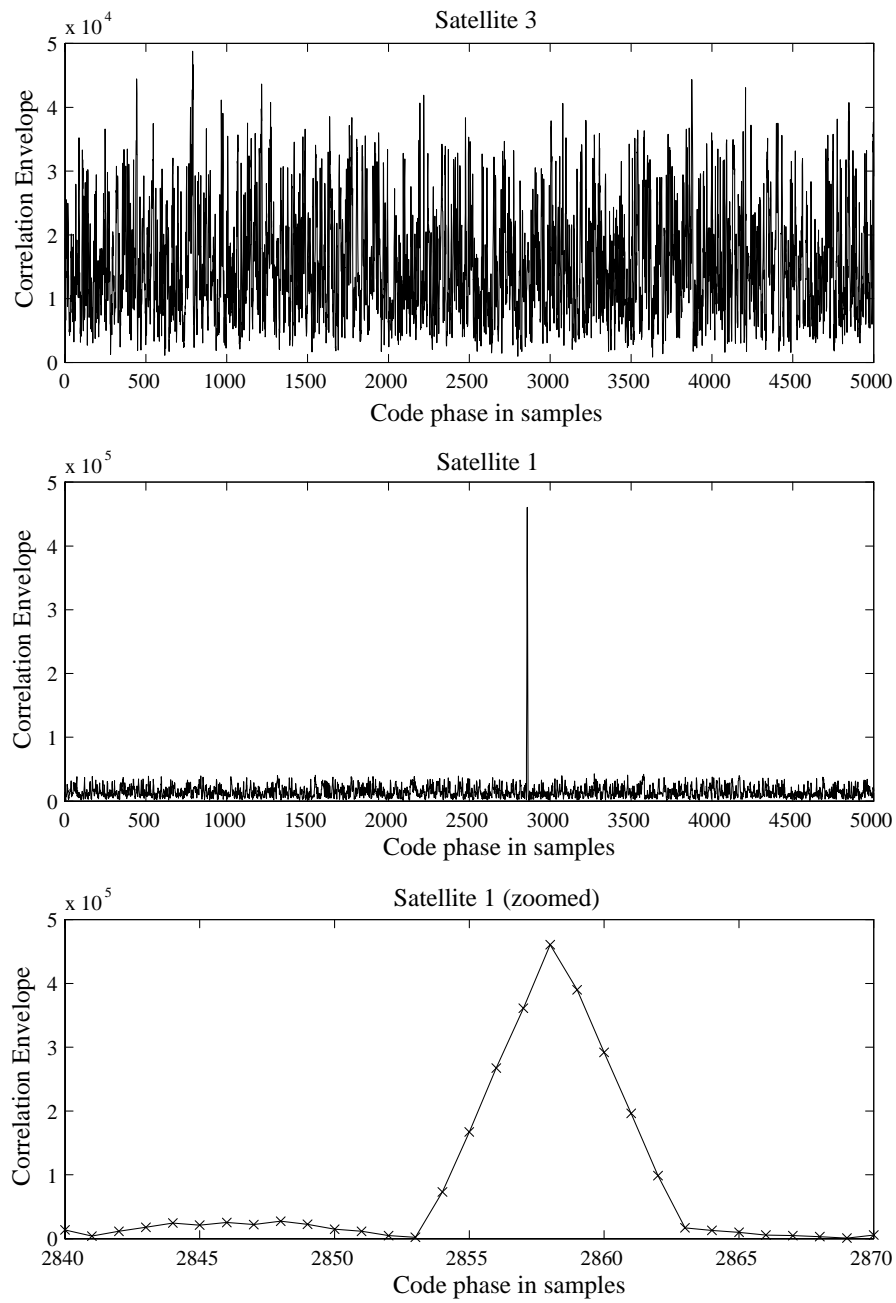 Satellite 3
x 10^4
Correlation Envelope
5
4
3
2
1
0
0 500 1000 1500 2000 2500 3000 3500 4000 4500 5000
Code phase in samples
Satellite 1
x 10^5
Correlation Envelope
5
4
3
2
1
0
0 500 1000 1500 2000 2500 3000 3500 4000 4500 5000
Code phase in samples
Satellite 1 (zoomed)
x 10^5
Correlation Envelope
5
4
3
2
1
0
2840 2845 2850 2855 2860 2865 2870
Code phase in samples